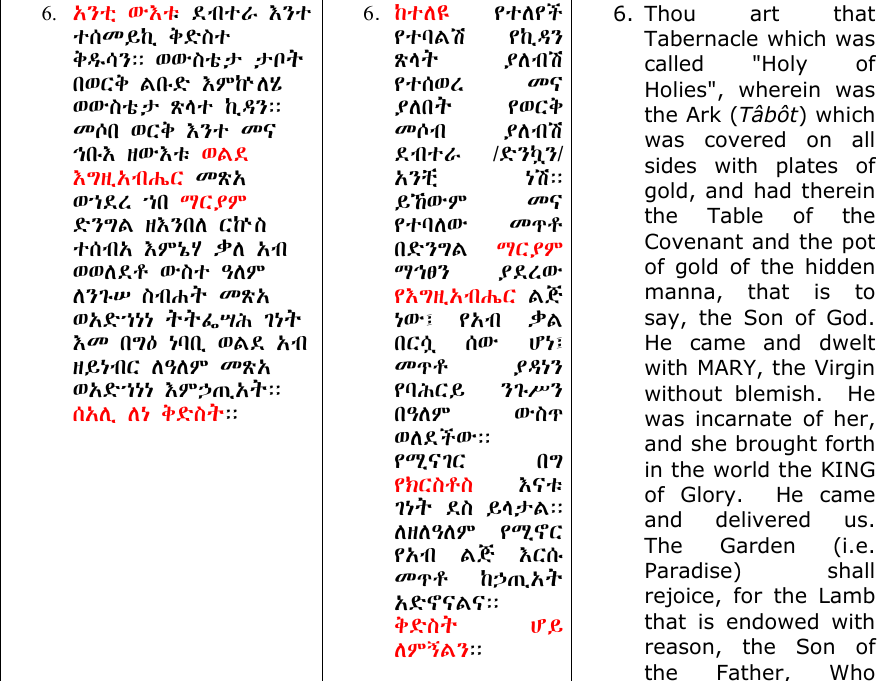 6. አንቲ ውእቱ ደብተራ እንተ
ተሰመይኪ ቅድስተ
ቅዱሳን፡፡ ወውስቴታ ታቦት
በወርቅ ልቡድ እምኵለሄ
ወውስቴታ ጽላተ ኪዳን፡፡
መሶበ ወርቅ እንተ መና
ኅቡእ ዘውእቱ ወልደ
እግዚአብሔር መጽአ
ወኀደረ ኀበ ማርያም
ድንግል ዘእንበለ ርኵስ
ተሰብአ እምኔሃ ቃለ አብ
ወወለደቶ ውስተ ዓለም
ለንጉሠ ስብሐት መጽአ
ወአድኀነነ ትትፌሣሕ ገነት
እመ በግዕ ነባቢ ወልደ አብ
ዘይነብር ለዓለም መጽአ
ወአድኀነነ እምኃጢአት፡፡
ሰአሊ ለነ ቅድስት፡፡
6. ከተለዩ የተለየች
የተባልሽ የኪዳን
ጽላት ያለብሽ
የተሰወረ መና
ያለበት የወርቅ
መሶብ ያለብሽ
ደብተራ /ድንኳን/
አንቺ ነሽ፡፡
ይኸውም መና
የተባለው መጥቶ
በድንግል ማርያም
ማኅፀን ያደረው
የእግዚአብሔር ልጅ
ነው፤ የአብ ቃል
በርሷ ሰው ሆነ፤
መጥቶ ያዳነን
የባሕርይ ንጉሥን
በዓለም ውስጥ
ወለደችው፡፡
የሚናገር በግ
የክርስቶስ እናቱ
ገነት ደስ ይላታል፡፡
ለዘለዓለም የሚኖር
የአብ ልጅ እርሱ
መጥቶ ከኃጢአት
አድኖናልና፡፡
ቅድስት ሆይ
ለምኝልን፡፡
6. Thou art that
Tabernacle which was
called "Holy of
Holies", wherein was
the Ark (Tâbôt) which
was covered on all
sides with plates of
gold, and had therein
the Table of the
Covenant and the pot
of gold of the hidden
manna, that is to
say, the Son of God.
He came and dwelt
with MARY, the Virgin
without blemish. He
was incarnate of her,
and she brought forth
in the world the KING
of Glory. He came
and delivered us.
The Garden (i.e.
Paradise) shall
rejoice, for the Lamb
that is endowed with
reason, the Son of
the Father, Who